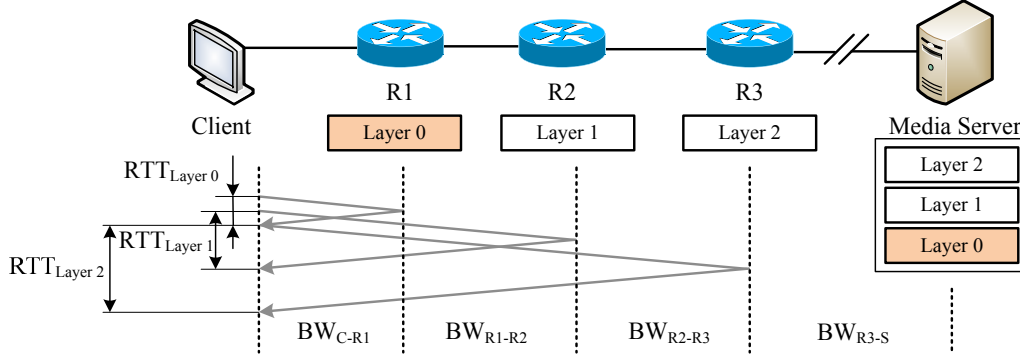 R1
R2
R3
Client
Media Server
Layer 0
Layer 1
Layer 2
Layer 2
Layer 1
Layer 0
RTTLayer 0
RTTLayer 1
RTTLayer 2
BWC-R1
BWR1-R2
BWR2-R3
BWR3-S